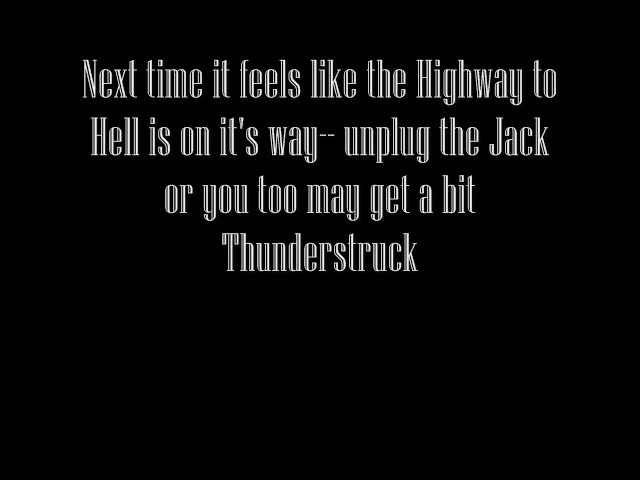 Next time it feels like the Highway to
Hell is on it's way-- unplug the Jack
or you too may get a bit
Thunderstruck